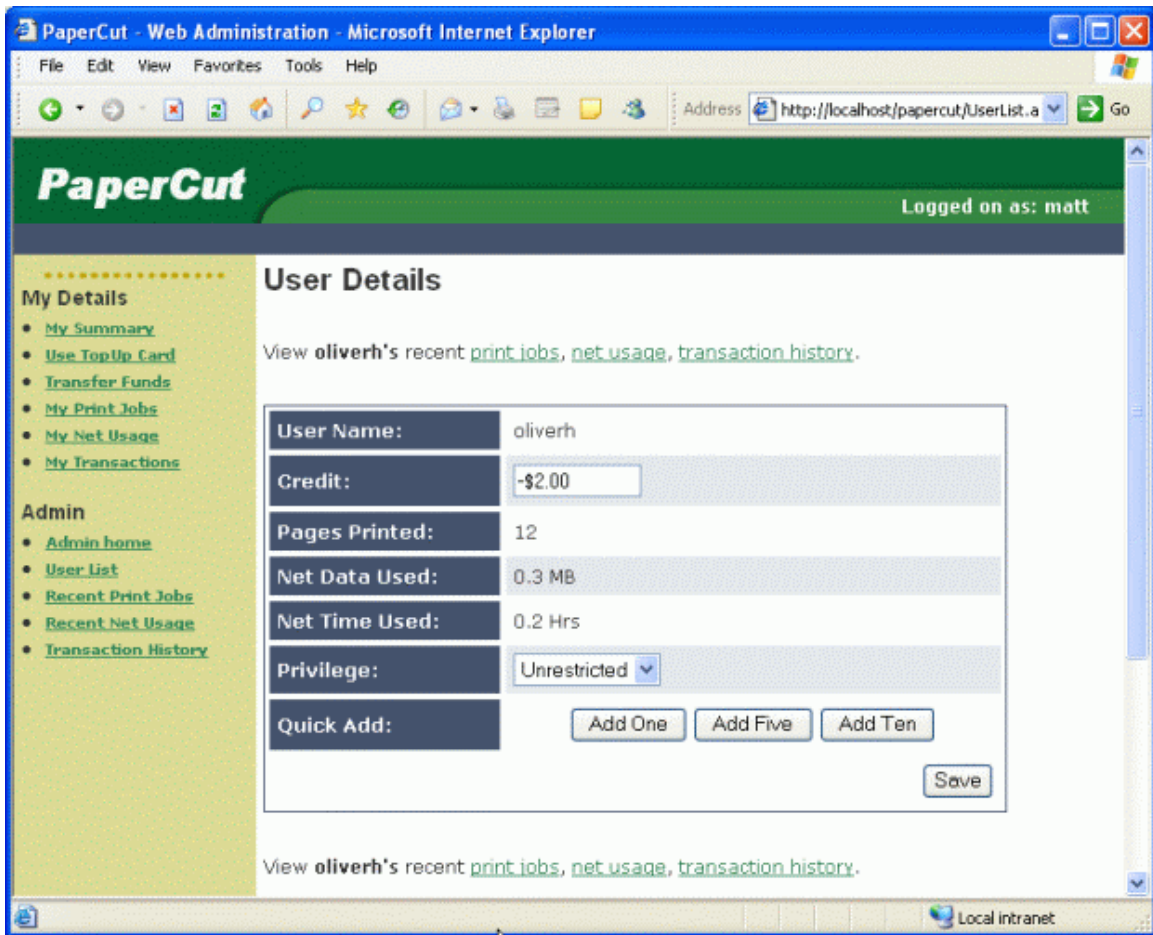 PaperCut - Web Administration - Microsoft Internet Explorer
File Edit View Favorites Tools Help
Address http://localhost/papercut/UserList.a Go
PaperCut
Logged on as: matt
My Details
My Summary
Use TopUp Card
Transfer Funds
My Print Jobs
My Net Usage
My Transactions
Admin
Admin home
User List
Recent Print Jobs
Recent Net Usage
Transaction History
User Details
View oliverh's recent print jobs, net usage, transaction history.
User Name: oliverh
Credit: -$2.00
Pages Printed: 12
Net Data Used: 0.3 MB
Net Time Used: 0.2 Hrs
Privilege: Unrestricted
Quick Add: Add One Add Five Add Ten
Save
View oliverh's recent print jobs, net usage, transaction history.
Local intranet